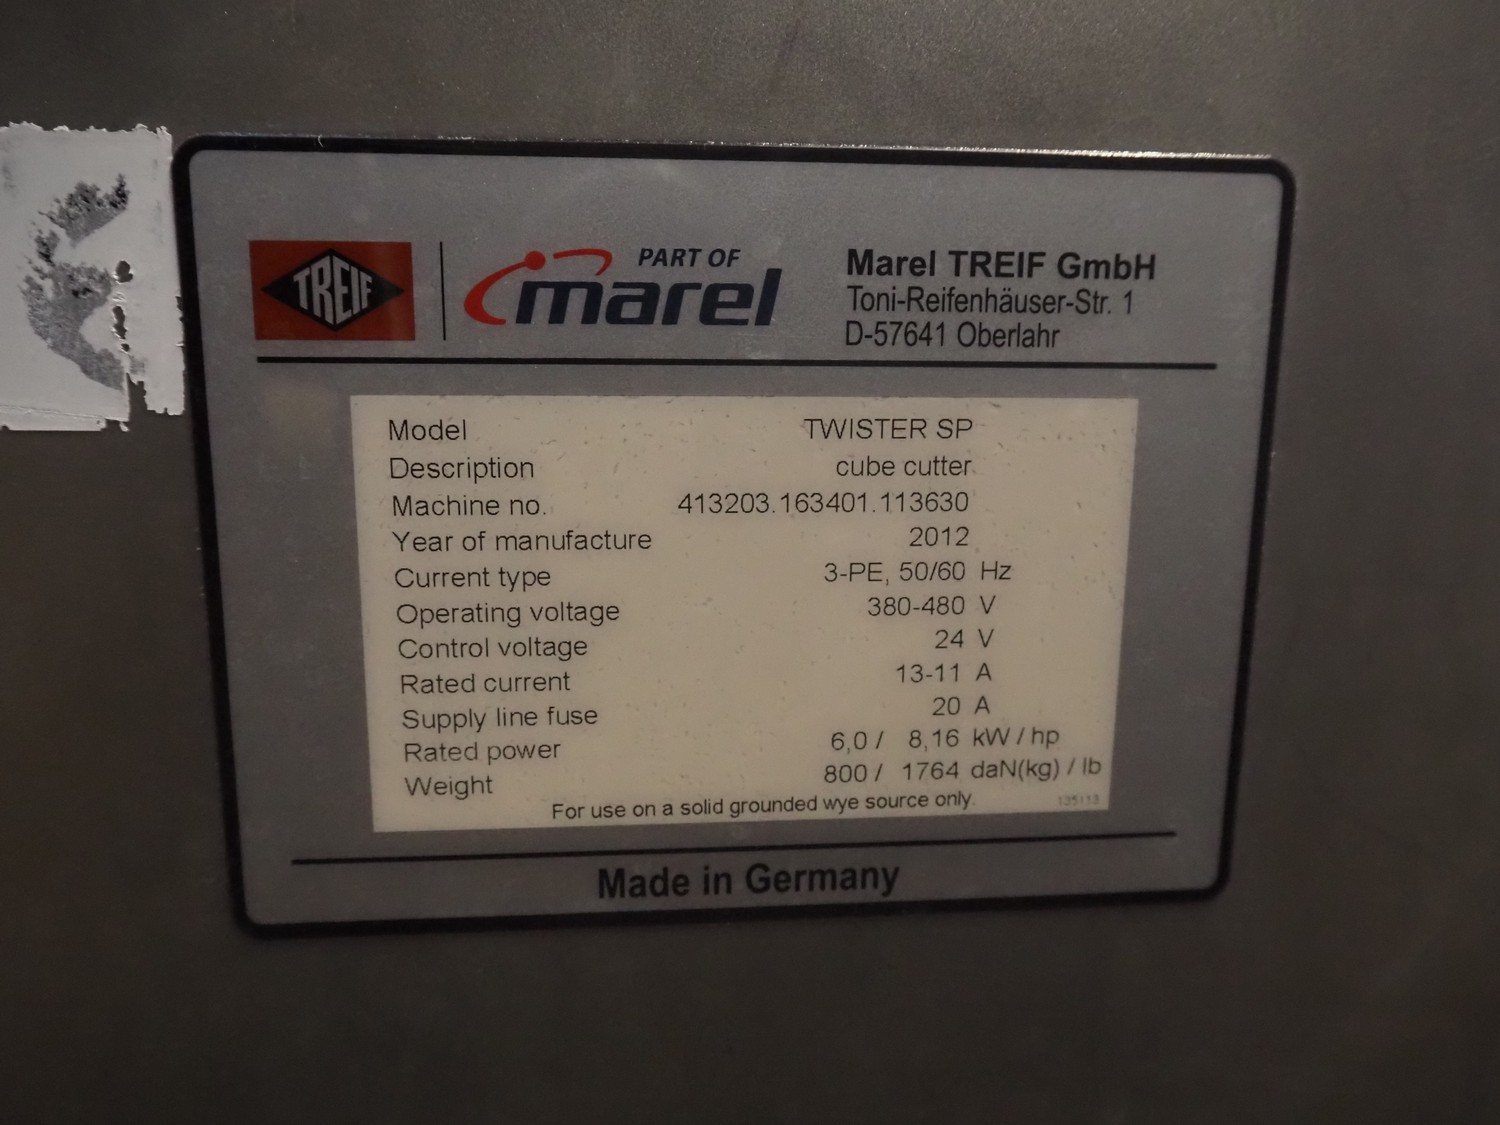 TREIF
PART OF
marel
Marel TREIF GmbH
Toni-Reifenhäuser-Str. 1
D-57641 Oberlahr
Model TWISTER SP
Description cube cutter
Machine no. 413203.163401.113630
Year of manufacture 2012
Current type 3-PE, 50/60 Hz
Operating voltage 380-480 V
Control voltage 24 V
Rated current 13-11 A
Supply line fuse 20 A
Rated power 6,0 / 8,16 kW / hp
Weight 800 / 1764 daN(kg) / lb
For use on a solid grounded wye source only.
Made in Germany